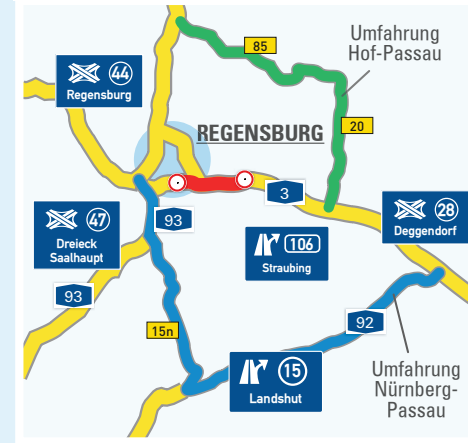 85
Umfahrung
Hof-Passau
44
Regensburg
REGENSBURG
20
3
28
Deggendorf
47
Dreieck
Saalhaupt
93
106
Straubing
93
15n
92
15
Landshut
Umfahrung
Nürnberg-
Passau